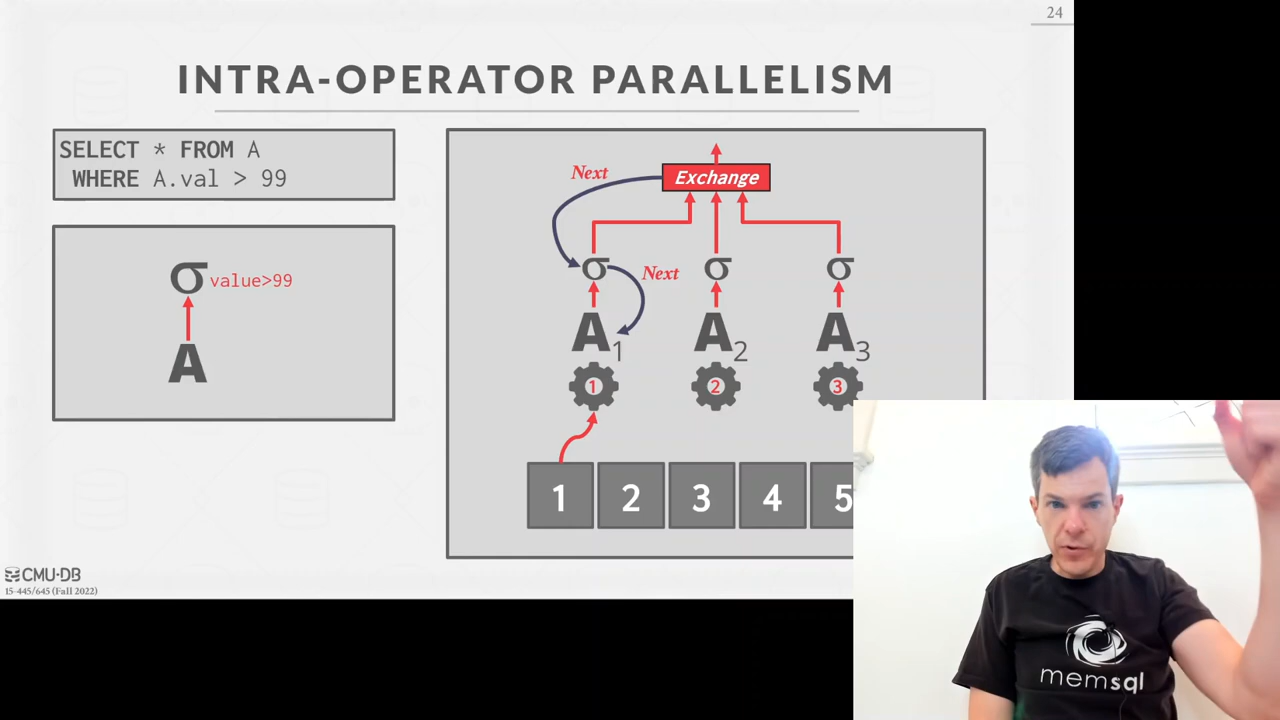 24
INTRA-OPERATOR PARALLELISM
SELECT * FROM A
WHERE A.val > 99
σ value>99
A
Next
Exchange
σ
Next
σ
σ
A1
A2
A3
1
2
3
1 2 3 4 5
CMU·DB
15-445/645 (Fall 2022)
memsql